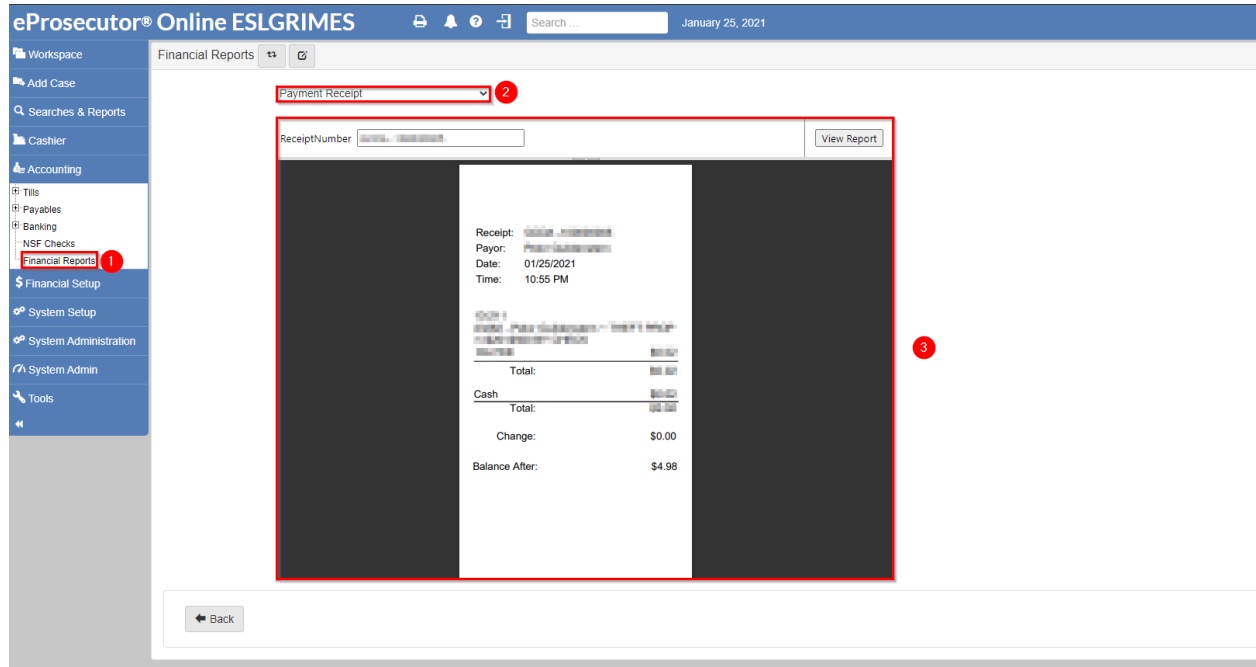 eProsecutor® Online ESLGRIMES
Search ...
January 25, 2021
Workspace
Add Case
Searches & Reports
Cashier
Accounting
Tills
Payables
Banking
NSF Checks
Financial Reports
1
Financial Setup
System Setup
System Administration
System Admin
Tools
Financial Reports
Payment Receipt
2
ReceiptNumber
View Report
Receipt:
Payor:
Date: 01/25/2021
Time: 10:55 PM
Total:
Cash
Total:
Change: $0.00
Balance After: $4.98
3
Back